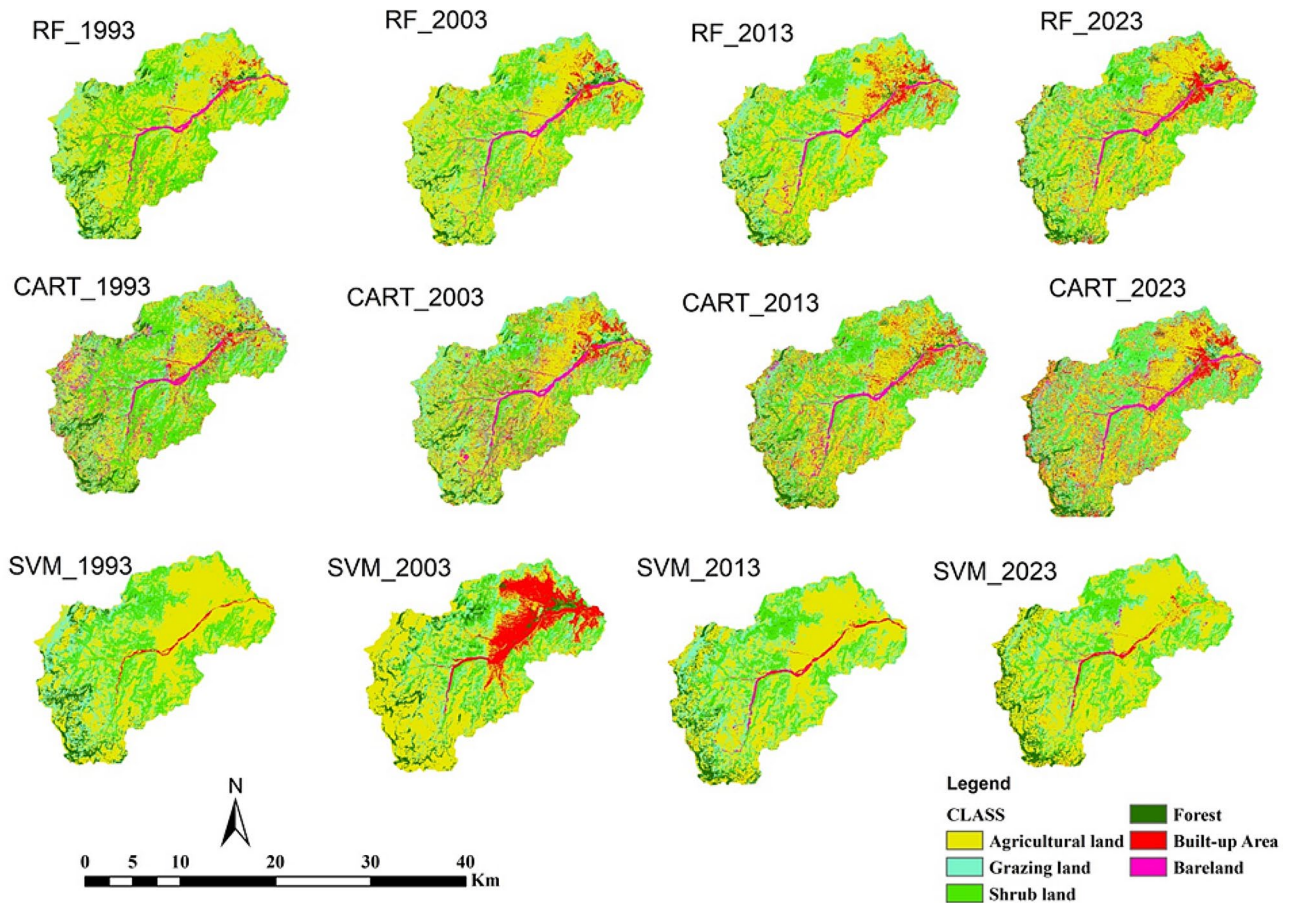 RF_1993
RF_2003
RF_2013
RF_2023
CART_1993
CART_2003
CART_2013
CART_2023
SVM_1993
SVM_2003
SVM_2013
SVM_2023
N
0 5 10 20 30 40
Km
Legend
CLASS
Agricultural land
Grazing land
Shrub land
Forest
Built-up Area
Bareland